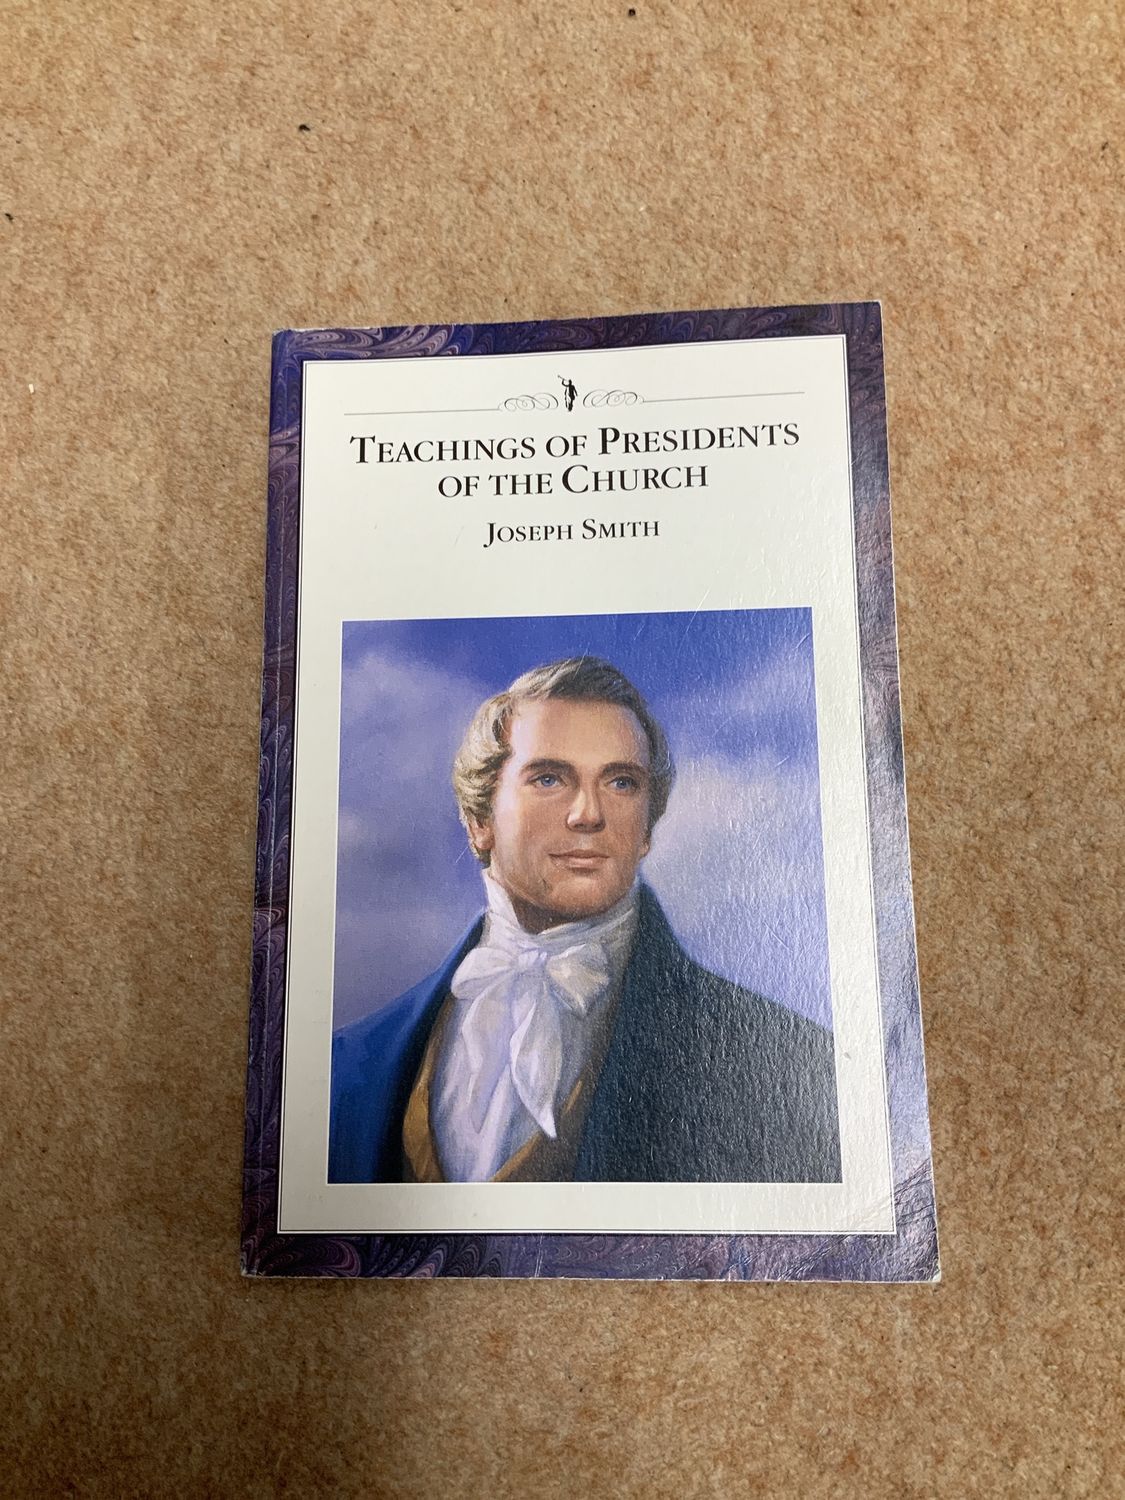 TEACHINGS OF PRESIDENTS
OF THE CHURCH
JOSEPH SMITH